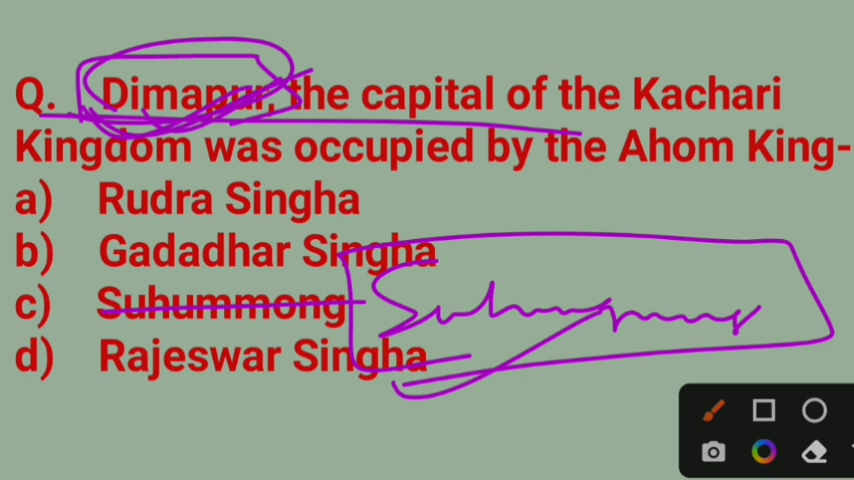 Q. Dimapur, the capital of the Kachari
Kingdom was occupied by the Ahom King-
a) Rudra Singha
b) Gadadhar Singha
c) Suhummong
d) Rajeswar Singha